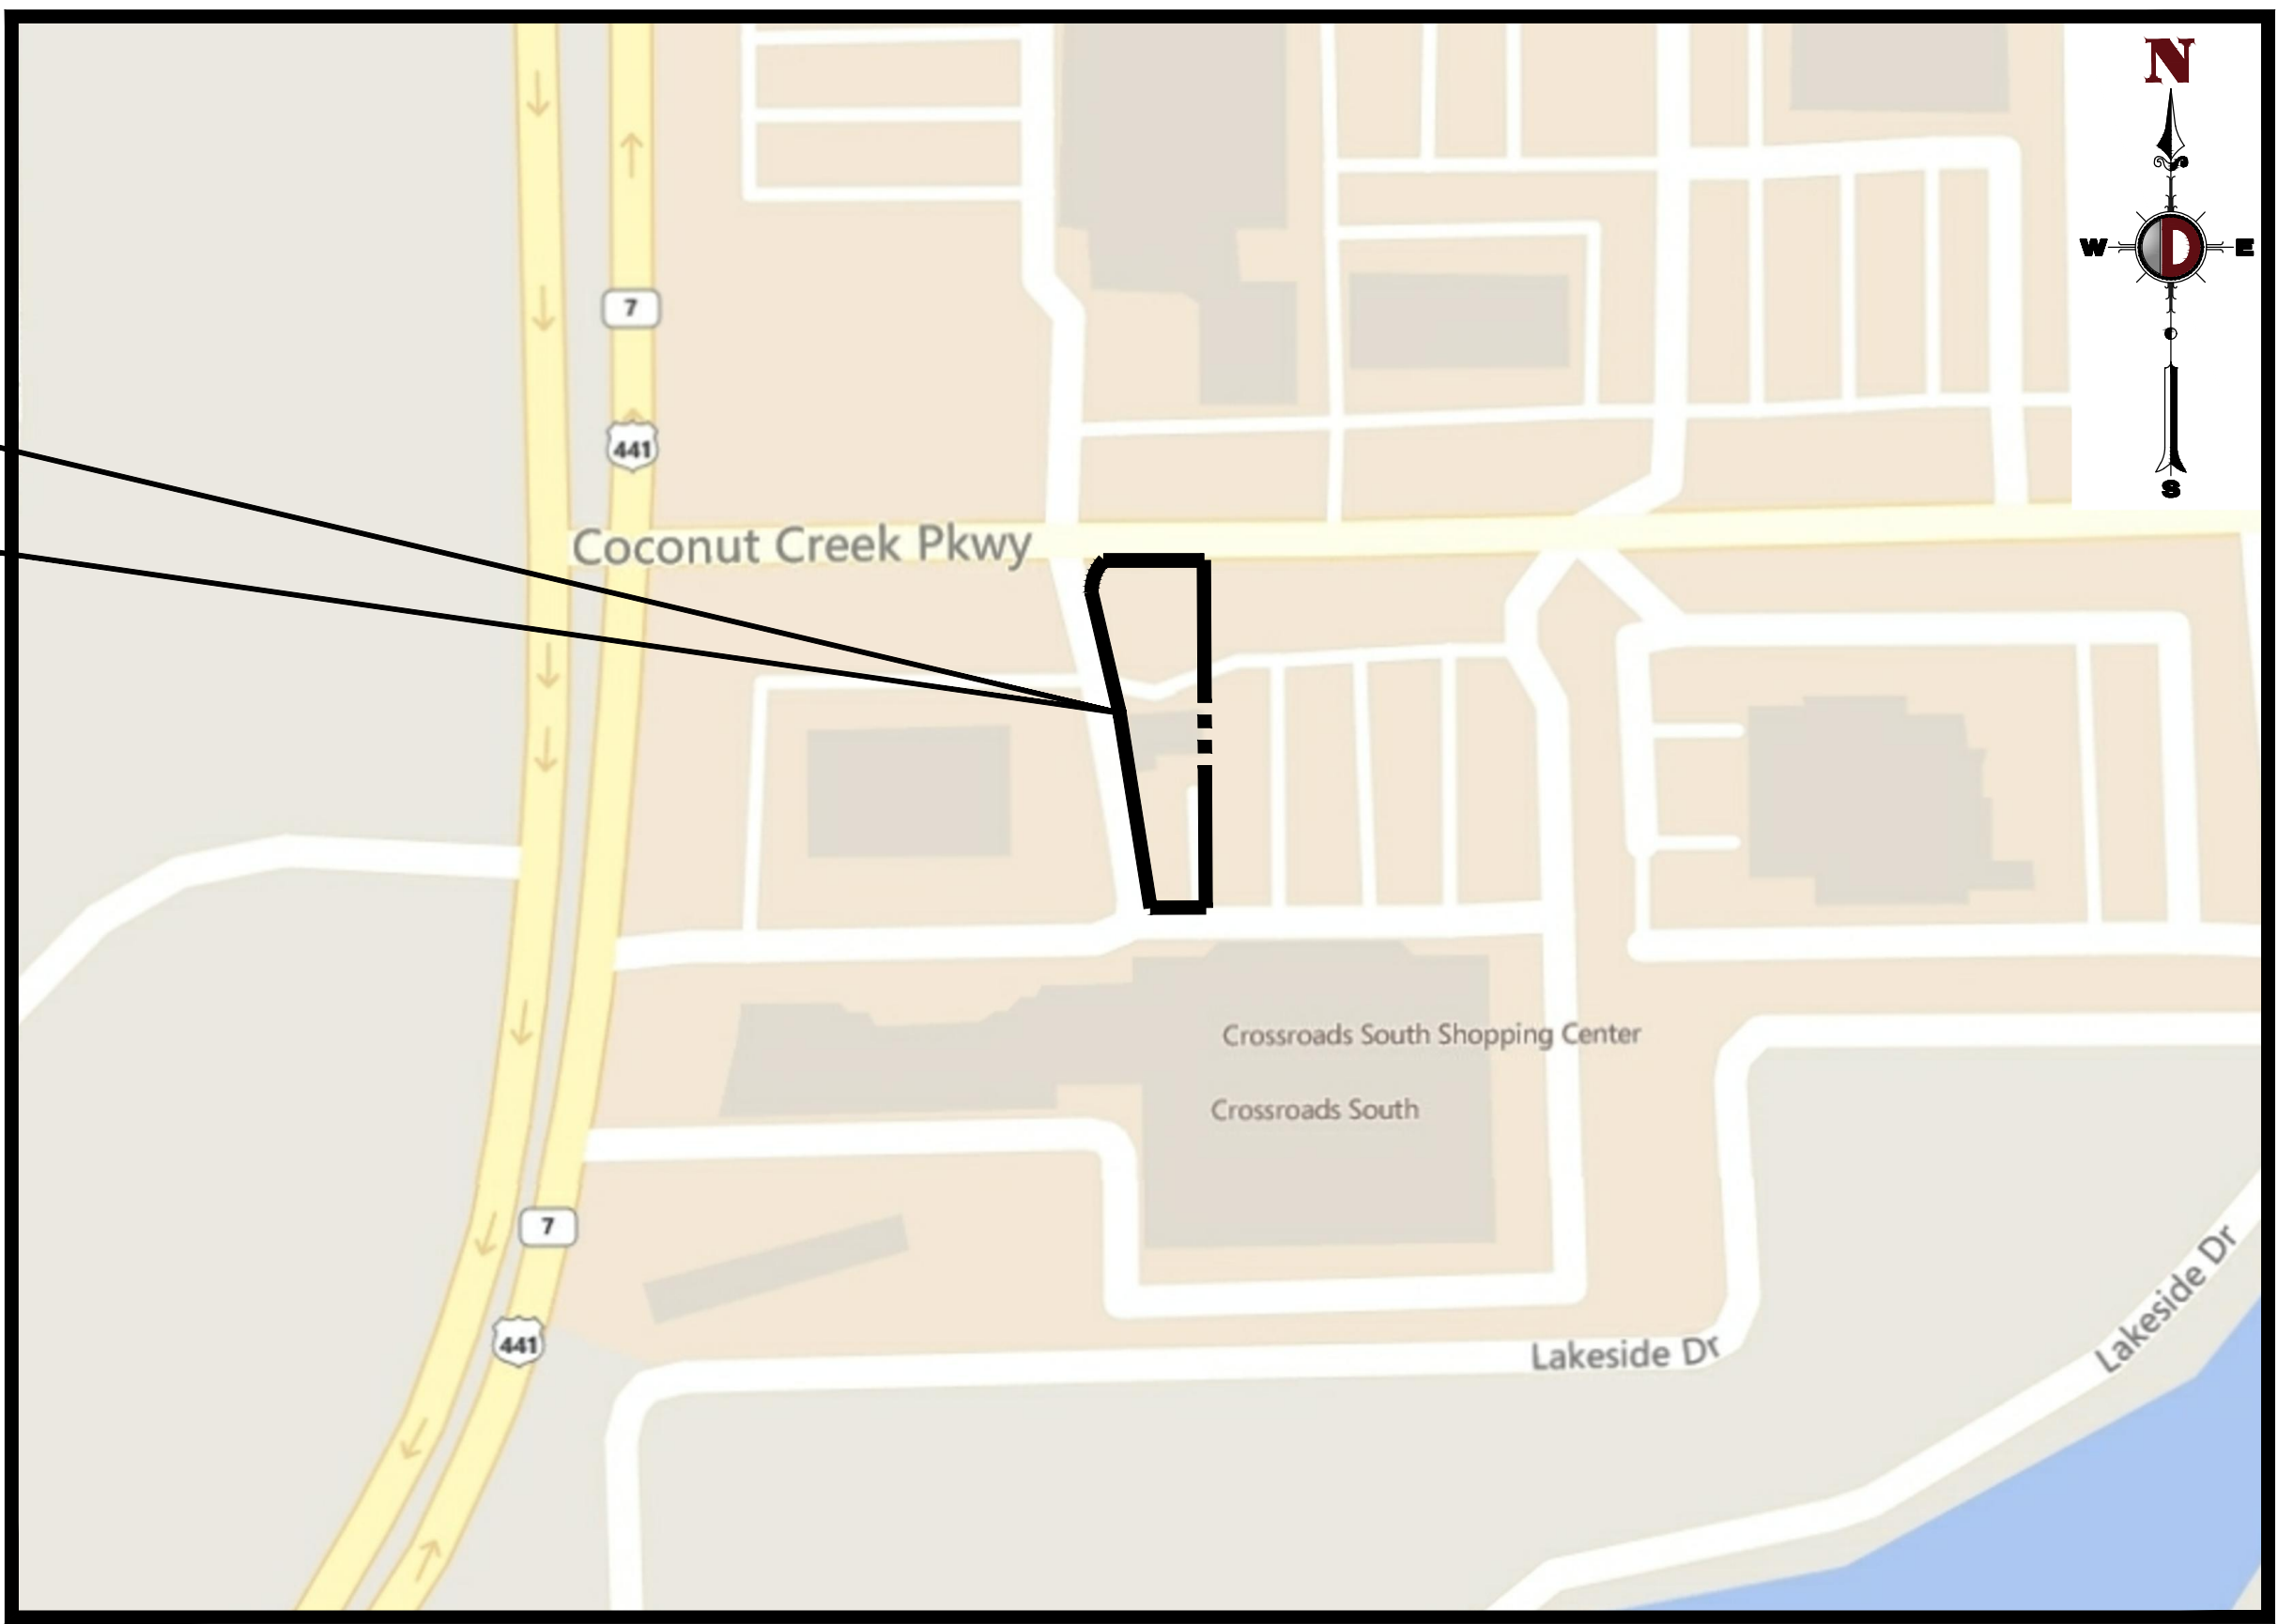 N
W D E
S
7
441
Coconut Creek Pkwy
Crossroads South Shopping Center
Crossroads South
7
441
Lakeside Dr
Lakeside Dr